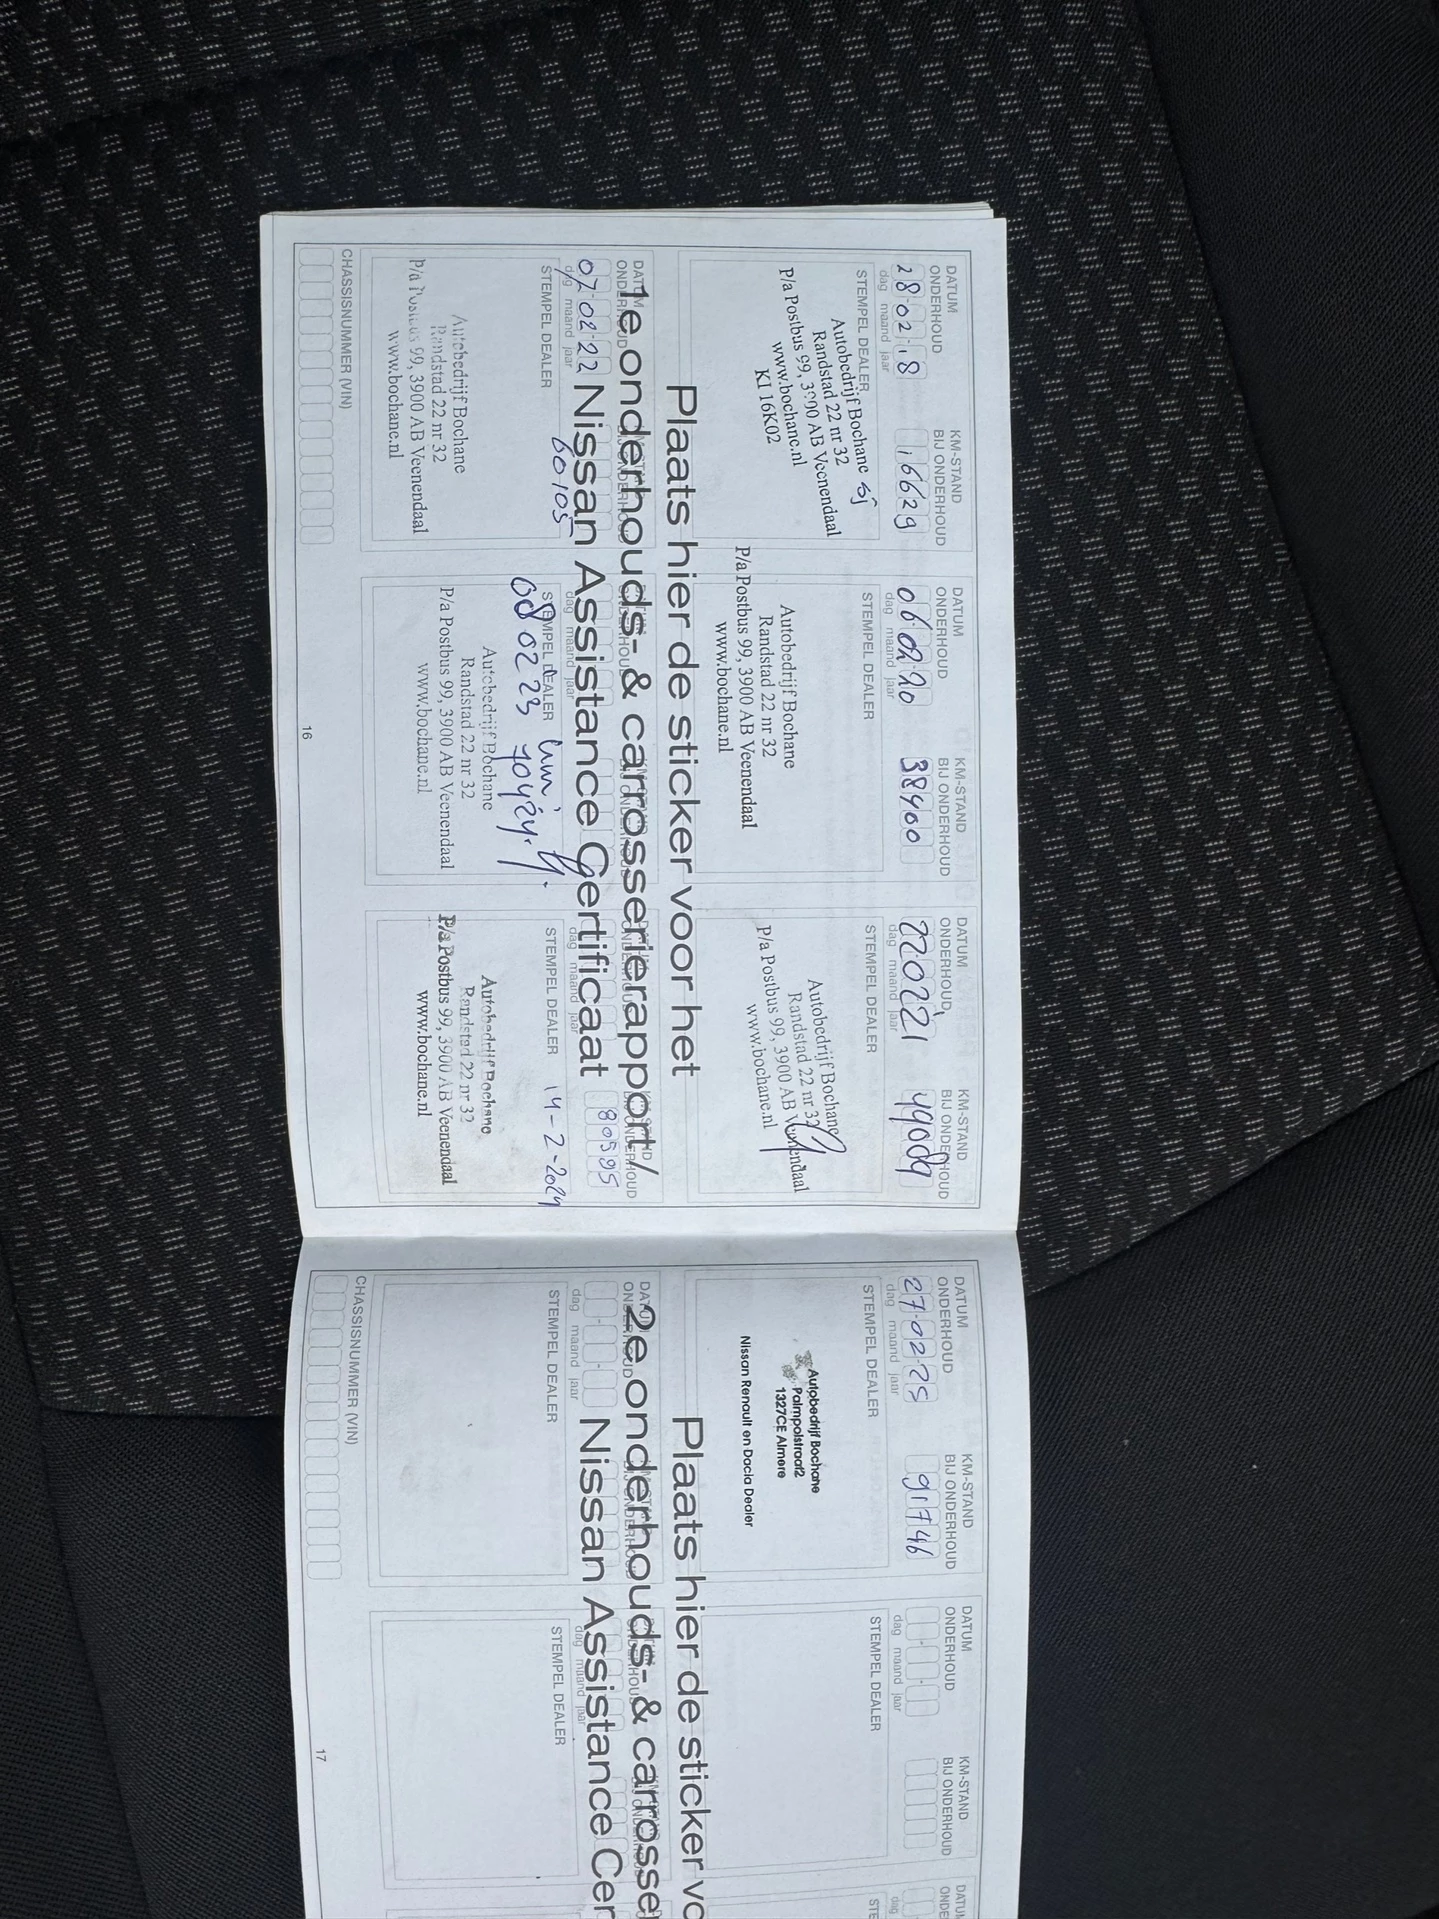 DATUM
ONDERHOUD
KM-STAND
BIJ ONDERHOUD
28-02-18
16629
dag maand jaar
STEMPEL DEALER
Autobedrijf Bochane
Randstad 22 nr 32
P/a Postbus 99, 3900 AB Veenendaal
www.bochane.nl
KI 16K02
DATUM
ONDERHOUD
KM-STAND
BIJ ONDERHOUD
06-02-20
38400
dag maand jaar
STEMPEL DEALER
Autobedrijf Bochane
Randstad 22 nr 32
P/a Postbus 99, 3900 AB Veenendaal
www.bochane.nl
DATUM
ONDERHOUD
KM-STAND
BIJ ONDERHOUD
22-02-21
49009
dag maand jaar
STEMPEL DEALER
Autobedrijf Bochane
Randstad 22 nr 32
P/a Postbus 99, 3900 AB Veenendaal
www.bochane.nl
Plaats hier de sticker voor het
1e onderhouds- & carrosserierapport /
Nissan Assistance Certificaat
07-02-22
60105
dag maand jaar
STEMPEL DEALER
Autobedrijf Bochane
Randstad 22 nr 32
P/a Postbus 99, 3900 AB Veenendaal
www.bochane.nl
dag maand jaar
STEMPEL DEALER
08 02 23
Autobedrijf Bochane
Randstad 22 nr 32
P/a Postbus 99, 3900 AB Veenendaal
www.bochane.nl
80595
dag maand jaar
STEMPEL DEALER
14-2-2024
Autobedrijf Bochane
Randstad 22 nr 32
P/a Postbus 99, 3900 AB Veenendaal
www.bochane.nl
CHASSISNUMMER (VIN)
16
DATUM
ONDERHOUD
KM-STAND
BIJ ONDERHOUD
27-02-25
91746
dag maand jaar
STEMPEL DEALER
Autobedrijf Bochane
Palmpolstraat2
1327CE Almere
Nissan Renault en Dacia Dealer
DATUM
ONDERHOUD
KM-STAND
BIJ ONDERHOUD
dag maand jaar
STEMPEL DEALER
DATUM
ONDE
dag
STE
Plaats hier de sticker vo
2e onderhouds- & carrosse
Nissan Assistance Cer
dag maand jaar
STEMPEL DEALER
dag maand jaar
STEMPEL DEALER
CHASSISNUMMER (VIN)
17